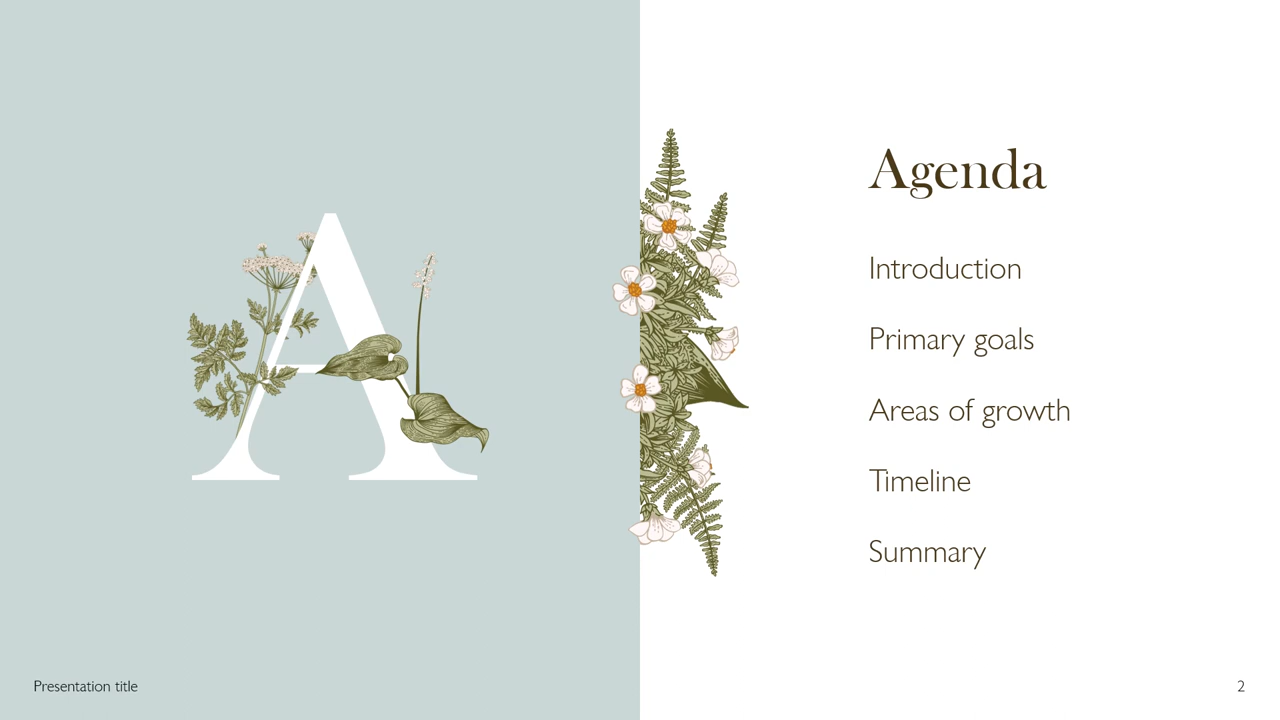 A
Agenda
Introduction
Primary goals
Areas of growth
Timeline
Summary
Presentation title
2